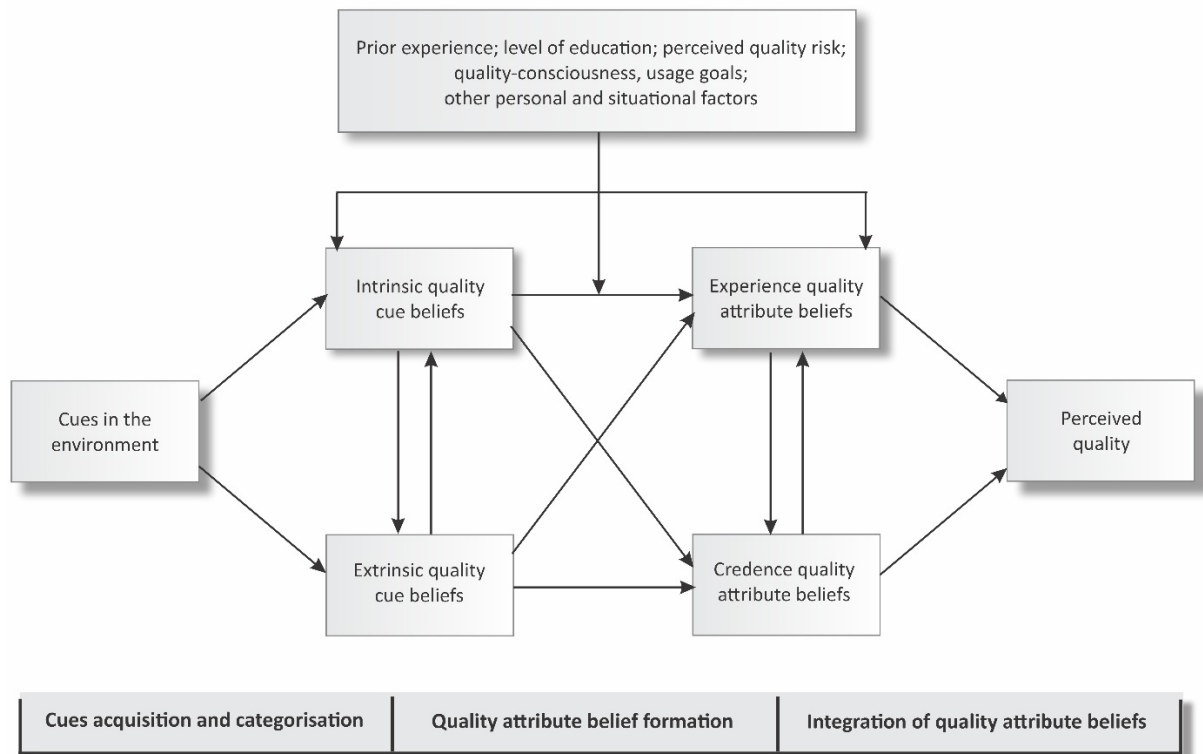 Prior experience; level of education; perceived quality risk;
quality-consciousness, usage goals;
other personal and situational factors
Intrinsic quality
cue beliefs
Experience quality
attribute beliefs
Cues in the
environment
Perceived
quality
Extrinsic quality
cue beliefs
Credence quality
attribute beliefs
Cues acquisition and categorisation
Quality attribute belief formation
Integration of quality attribute beliefs